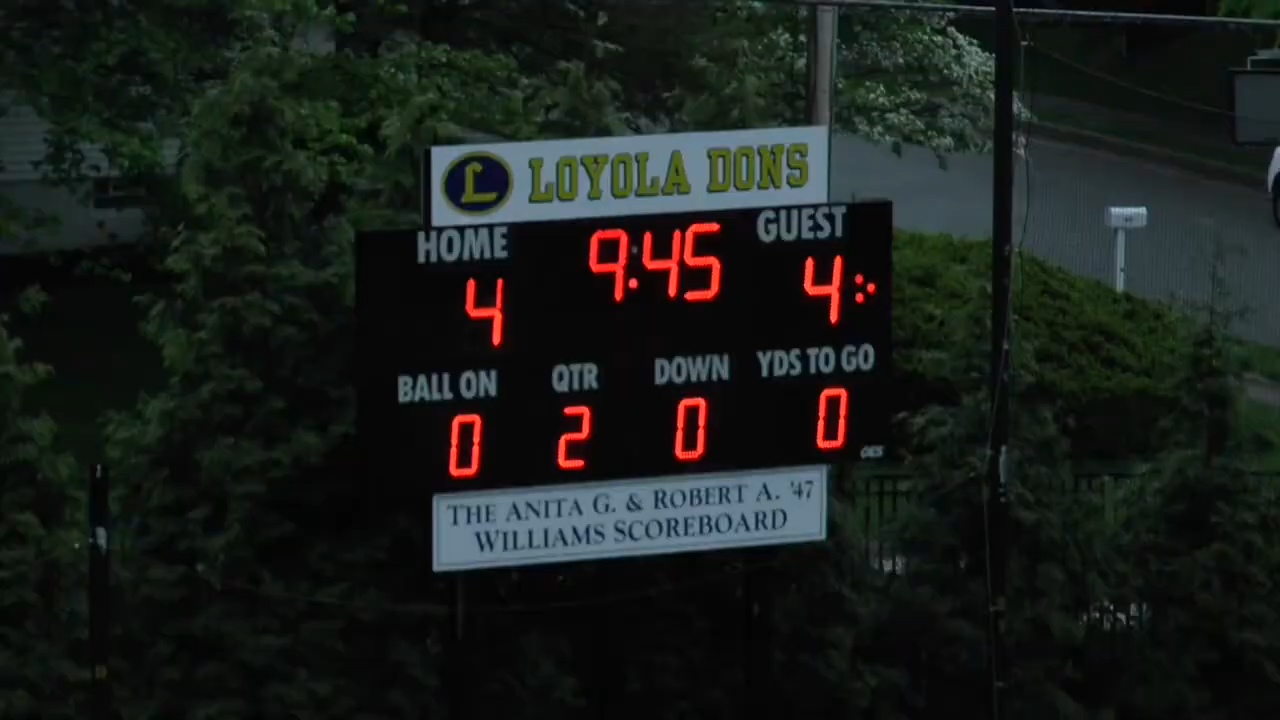 L LOYOLA DONS
HOME 9:45 GUEST
4 4
BALL ON QTR DOWN YDS TO GO
0 2 0 0
OES
THE ANITA G. & ROBERT A. '47
WILLIAMS SCOREBOARD